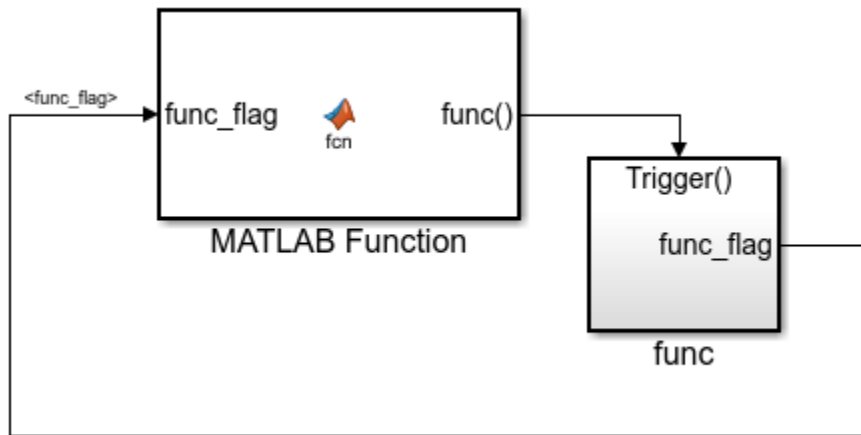 <func_flag>
func_flag
fcn
func()
MATLAB Function
Trigger()
func_flag
func